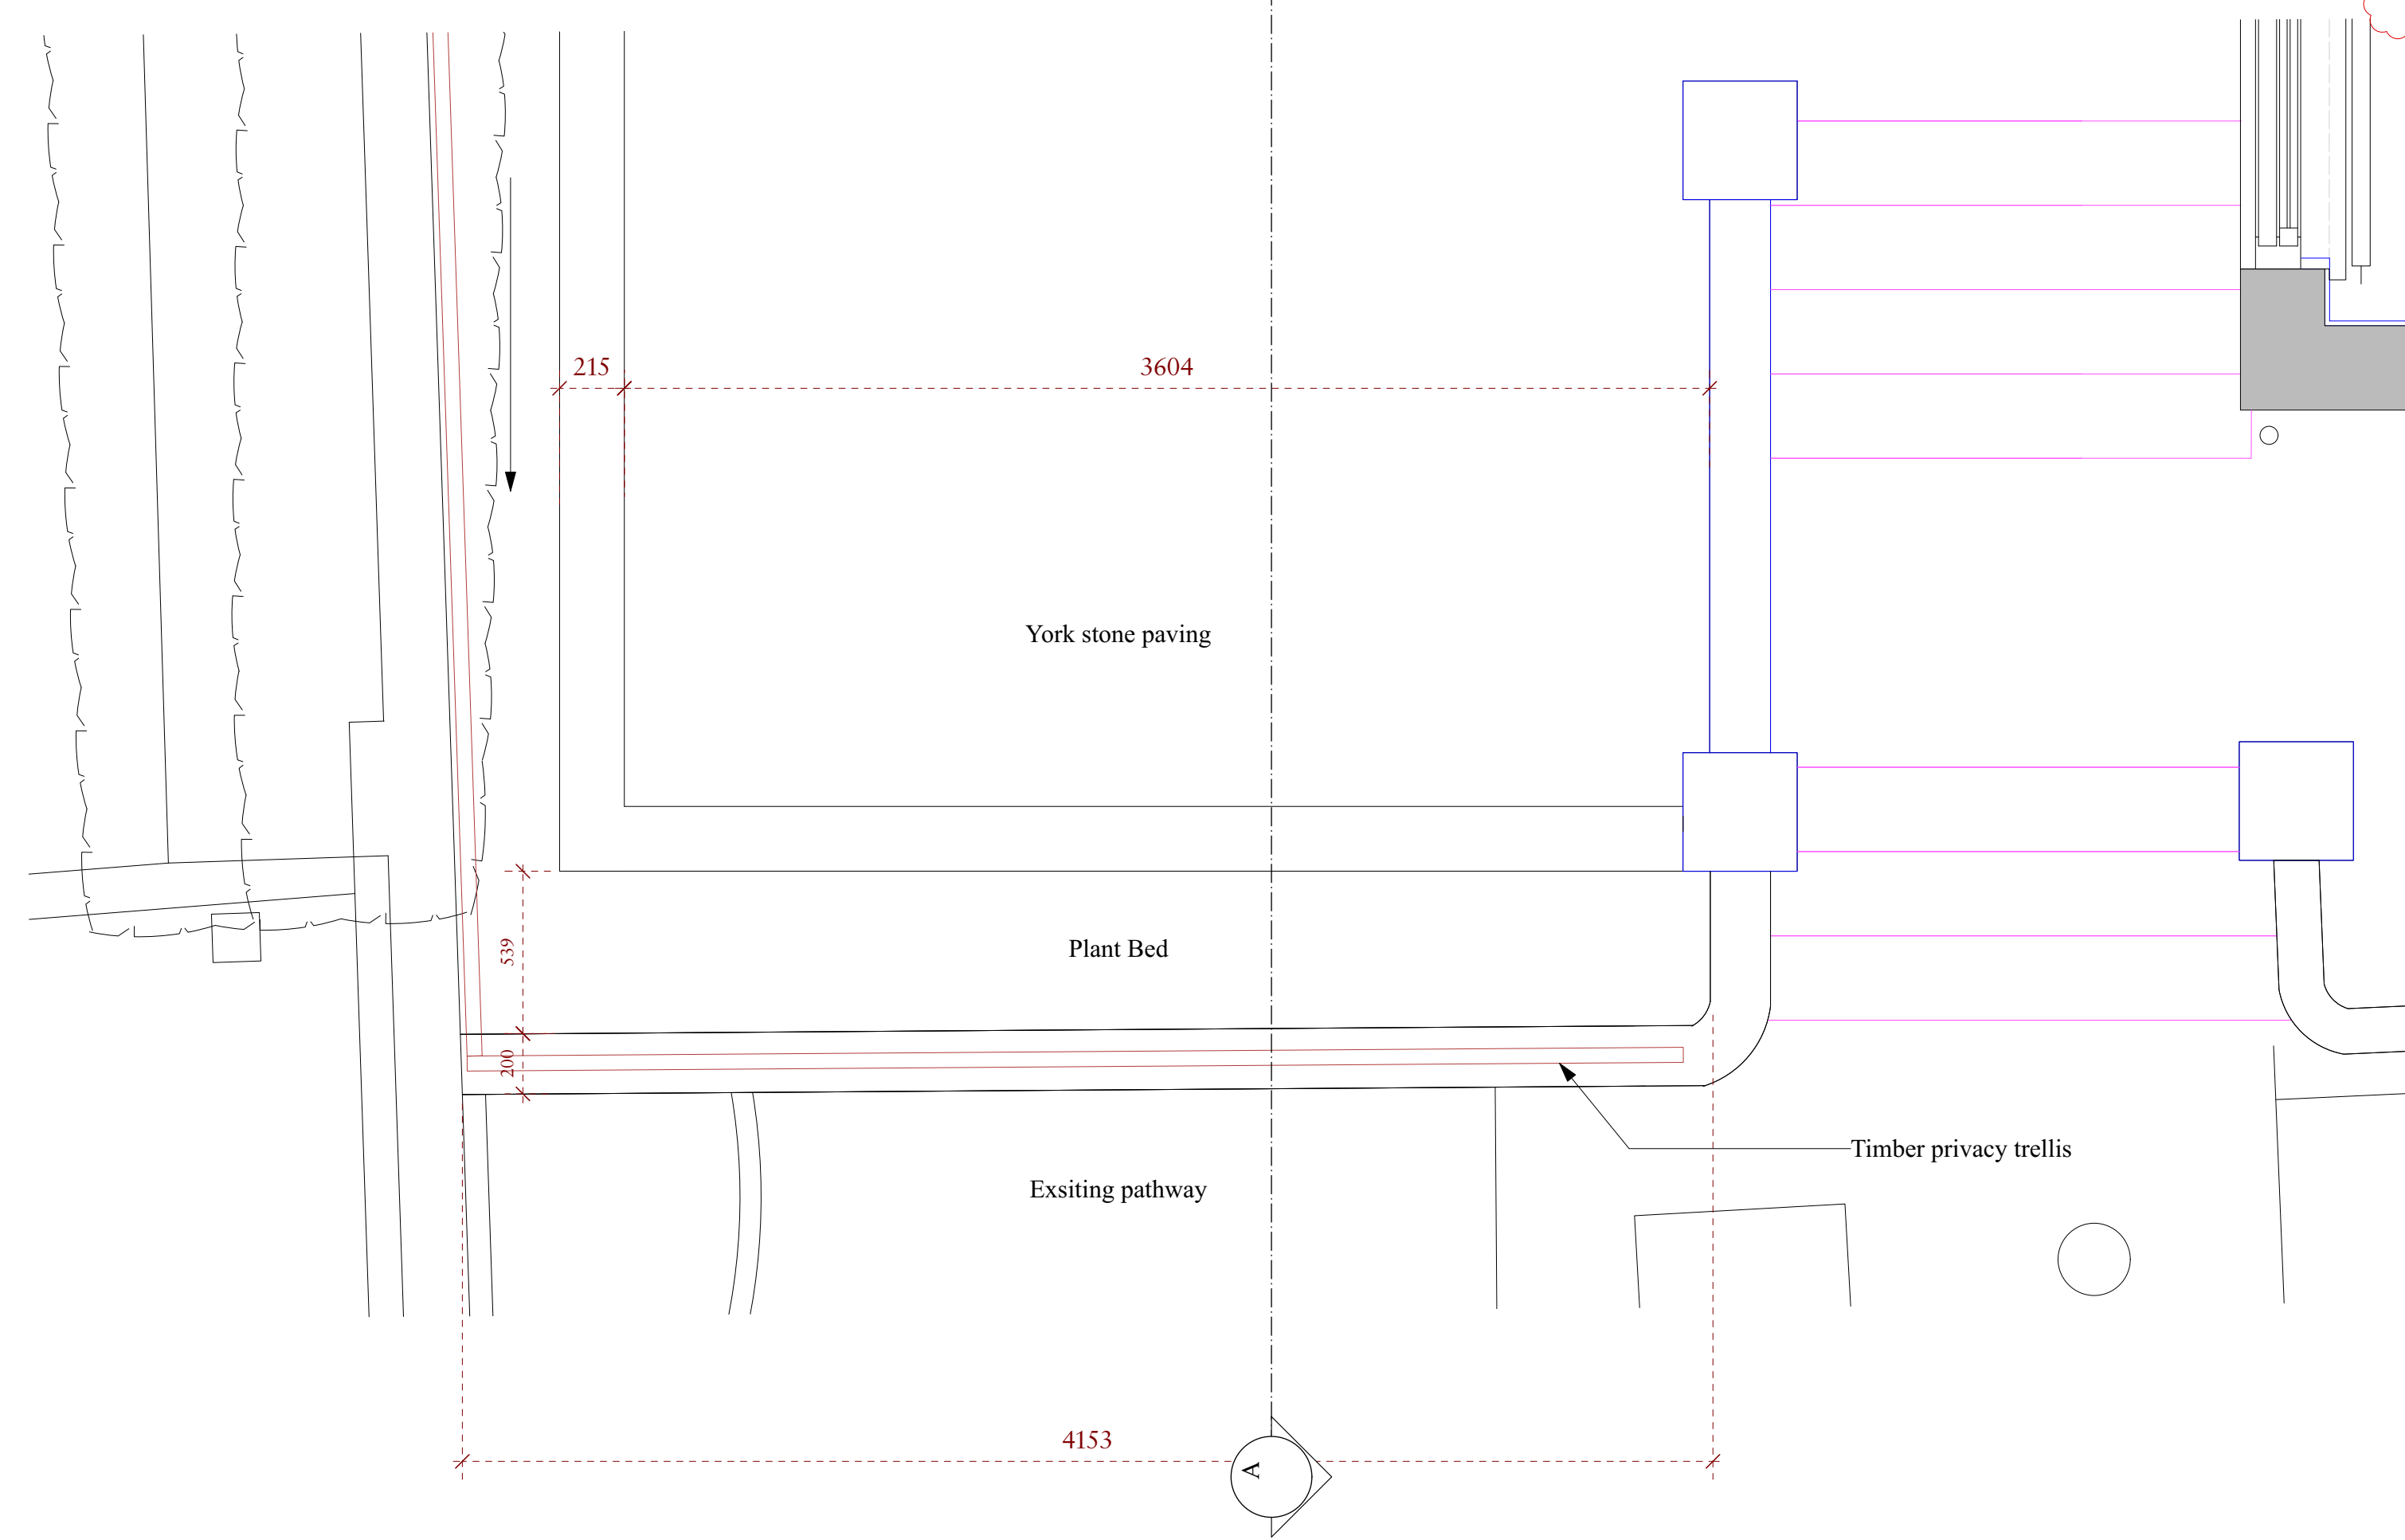 215
3604
York stone paving
539
Plant Bed
200
Timber privacy trellis
Exsiting pathway
4153
A